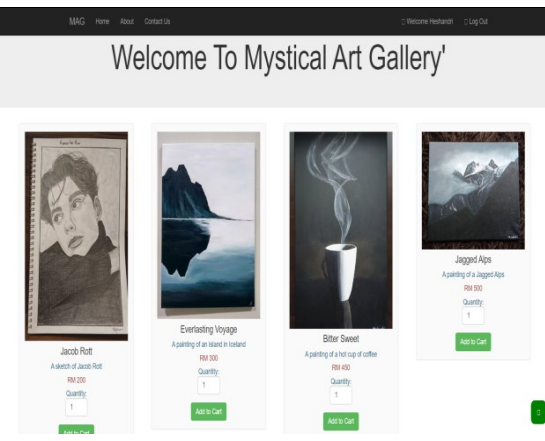 MAG Home About Contact Us Welcome Heshandri Log Out
Welcome To Mystical Art Gallery'
Jacob Rott
A sketch of Jacob Rott
RM 200
Quantity:
1
Add to Cart
Everlasting Voyage
A painting of an island in Iceland
RM 300
Quantity:
1
Add to Cart
Bitter Sweet
A painting of a hot cup of coffee
RM 450
Quantity:
1
Add to Cart
Jagged Alps
A painting of a Jagged Alps
RM 500
Quantity:
1
Add to Cart